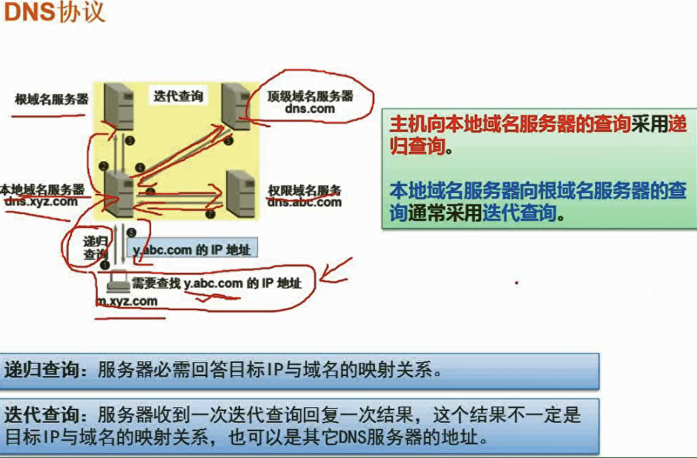 DNS协议
根域名服务器
迭代查询
顶级域名服务器
dns.com
主机向本地域名服务器的查询采用递
归查询。
本地域名服务器向根域名服务器的查
询通常采用迭代查询。
本地域名服务器
dns.xyz.com
权限域名服务
dns.abc.com
递归
查询
y.abc.com 的 IP 地址
需要查找 y.abc.com 的 IP 地址
m.xyz.com
递归查询：服务器必需回答目标IP与域名的映射关系。
迭代查询：服务器收到一次迭代查询回复一次结果，这个结果不一定是
目标IP与域名的映射关系，也可以是其它DNS服务器的地址。